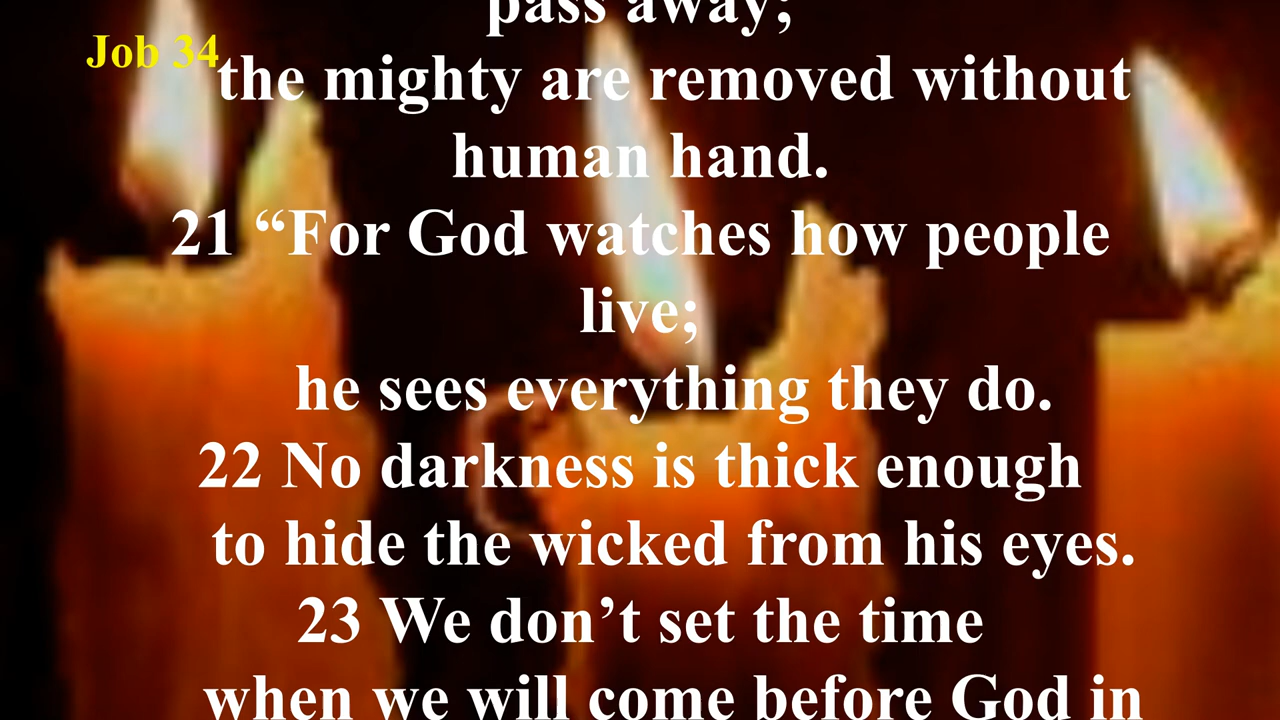 pass away;
Job 34
the mighty are removed without
human hand.
21 “For God watches how people
live;
he sees everything they do.
22 No darkness is thick enough
to hide the wicked from his eyes.
23 We don’t set the time
when we will come before God in